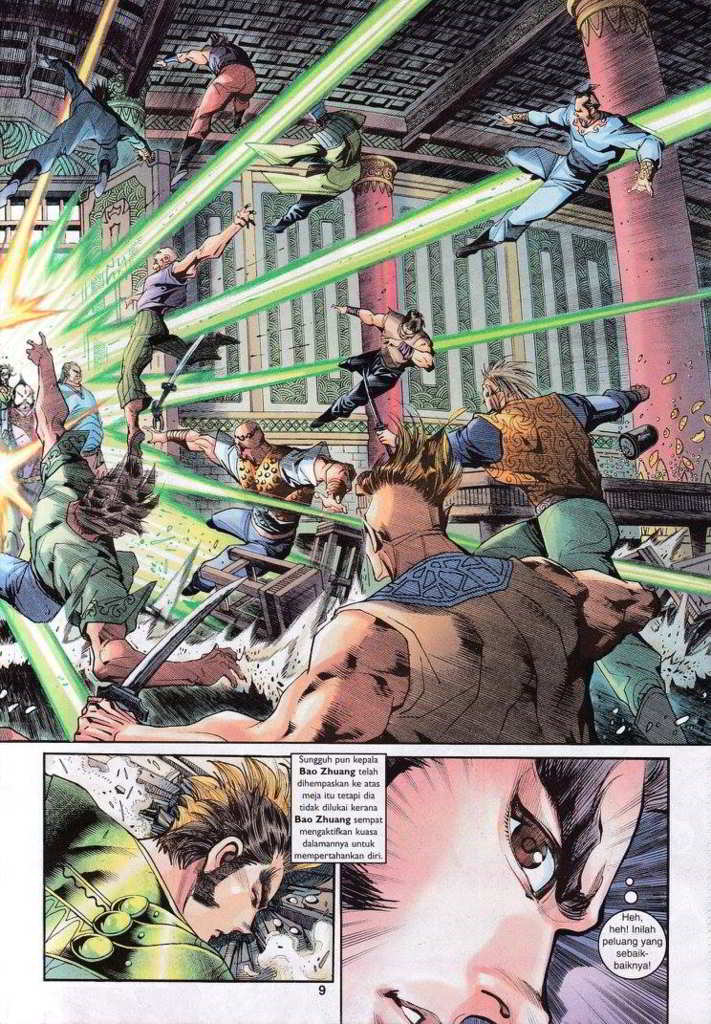 Sungguh pun kepala
Bao Zhuang telah
dihempaskan ke atas
meja itu tetapi dia
tidak dilukai kerana
Bao Zhuang sempat
mengaktifkan kuasa
dalamannya untuk
mempertahankan diri.
Heh,
heh! Inilah
peluang yang
sebaik-
baiknya!
9